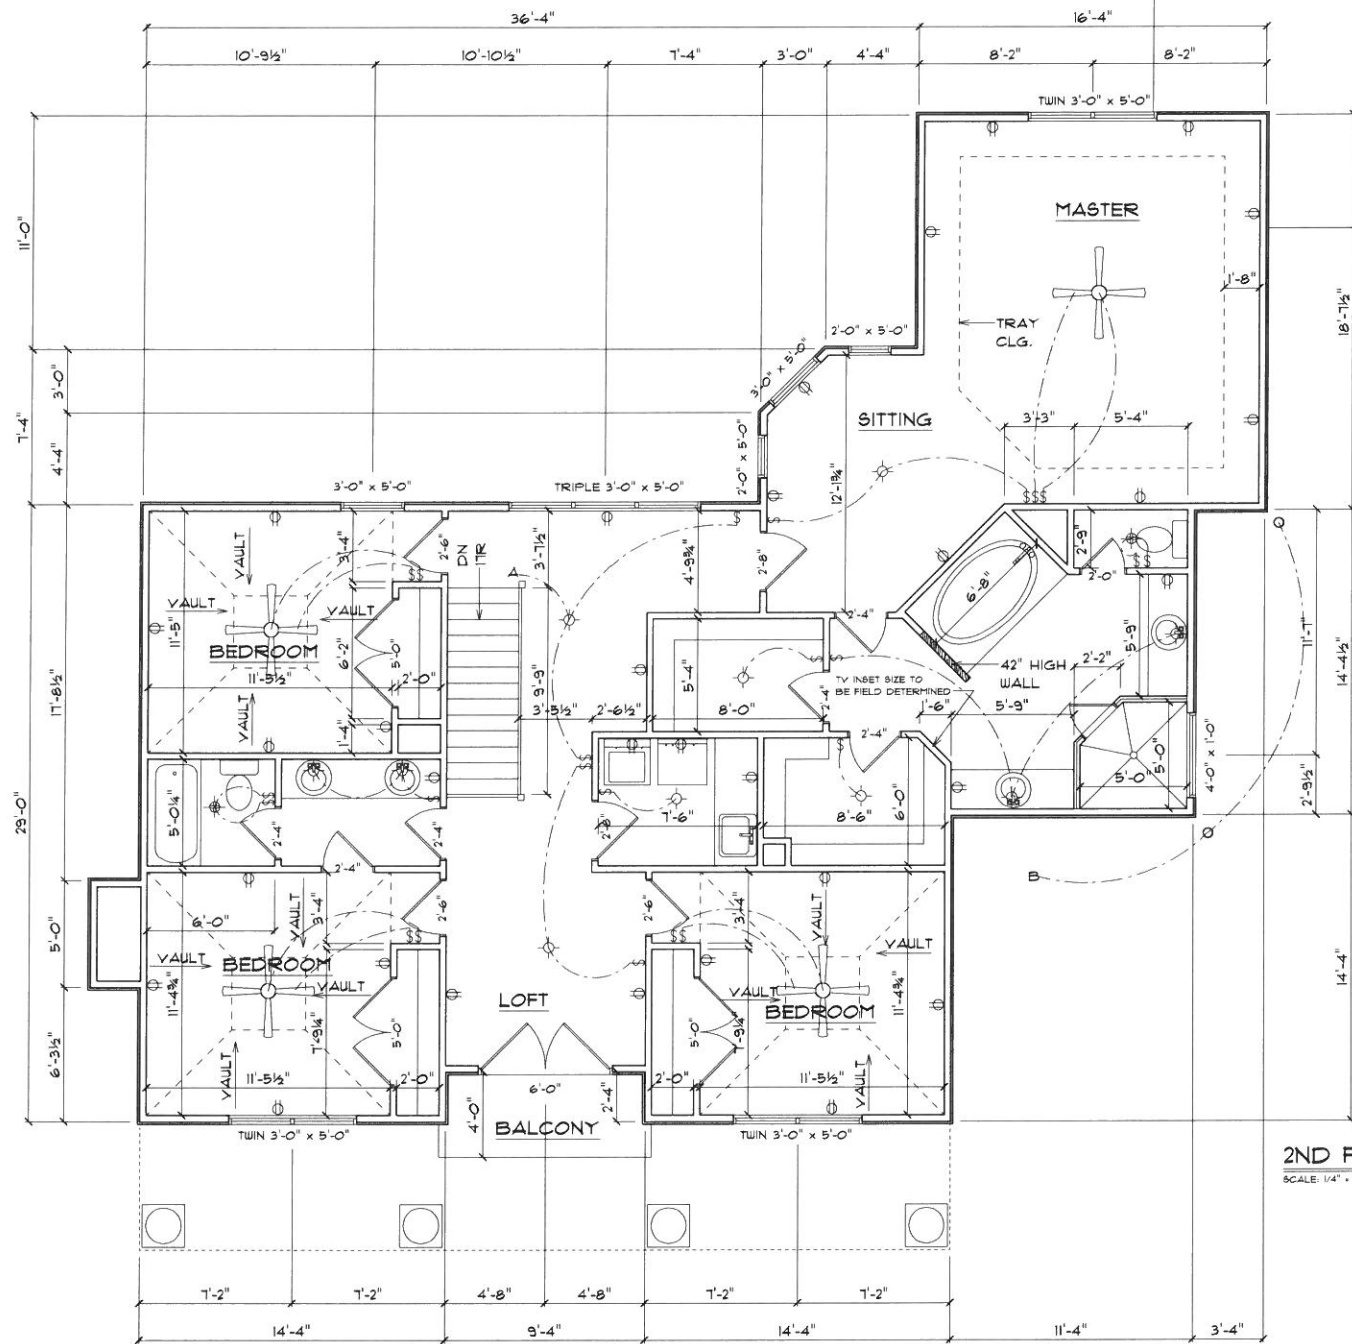 36'-4"
16'-4"
10'-9½"
10'-10½"
7'-4"
3'-0"
4'-4"
8'-2"
8'-2"
TWIN 3'-0" x 5'-0"
11'-0"
MASTER
1'-8"
18'-7½"
TRAY
CLG.
2'-0" x 5'-0"
3'-0" x 5'-0"
3'-0"
7'-4"
4'-4"
SITTING
3'-3"
5'-4"
2'-0" x 5'-0"
12'-1¾"
3'-0" x 5'-0"
TRIPLE 3'-0" x 5'-0"
$$$
$
$
VAULT
3'-4"
2'-6"
DN
17R
3'-7½"
4'-9¾"
2'-8"
2'-9"
$$
2'-0"
$$
A
VAULT
VAULT
11'-5"
BEDROOM
6'-2"
5'-0"
11'-5½"
2'-0"
VAULT
1'-4"
9'-9"
3'-5½"
2'-6½"
5'-4"
8'-0"
$
$
2'-4"
2'-4"
6'-8"
42" HIGH
WALL
TV INSET SIZE TO
BE FIELD DETERMINED
1'-6"
5'-9"
2'-2"
5'-9"
11'-7"
14'-4½"
17'-8½"
29'-0"
2'-4"
$$
$
7'-6"
$
8'-6"
6'-0"
5'-0"
5'-0"
4'-0" x 1'-0"
2'-9½"
5'-0¼"
$$
2'-4"
2'-4"
$
2'-4"
B
6'-0"
VAULT
3'-4"
2'-6"
$$
2'-6"
$$
3'-4"
VAULT
VAULT
5'-0"
VAULT
BEDROOM
VAULT
11'-4¾"
7'-9¼"
5'-0"
LOFT
$
VAULT
BEDROOM
5'-0"
7'-9¼"
11'-4¾"
14'-4"
6'-3½"
VAULT
11'-5½"
2'-0"
6'-0"
2'-0"
11'-5½"
VAULT
4'-0"
2'-4"
BALCONY
TWIN 3'-0" x 5'-0"
TWIN 3'-0" x 5'-0"
2ND F
SCALE: 1/4"
7'-2"
7'-2"
4'-8"
4'-8"
7'-2"
7'-2"
14'-4"
9'-4"
14'-4"
11'-4"
3'-4"